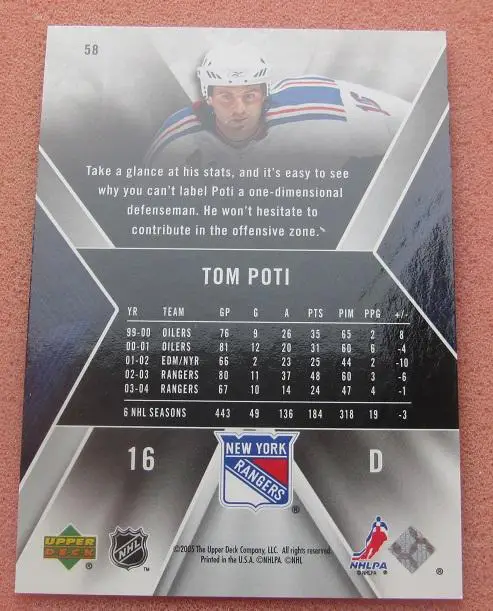 58
16
Take a glance at his stats, and it's easy to see
why you can't label Poti a one-dimensional
defenseman. He won't hesitate to
contribute in the offensive zone.
TOM POTI
YR TEAM GP G A PTS PIM PPG +/-
99-00 OILERS 76 9 26 35 65 2 8
00-01 OILERS 81 12 20 31 60 6 -4
01-02 EDM/NYR 66 2 23 25 44 2 -10
02-03 RANGERS 80 11 37 48 60 3 -6
03-04 RANGERS 67 10 14 24 47 4 -1
6 NHL SEASONS 443 49 136 184 318 19 -3
16
NEW YORK
RANGERS
®
D
UPPER
DECK
®
NHL
TM
©2005 The Upper Deck Company, LLC. All rights reserved.
Printed in the U.S.A. ©NHLPA. ©NHL
NHLPA
©NHLPA
®